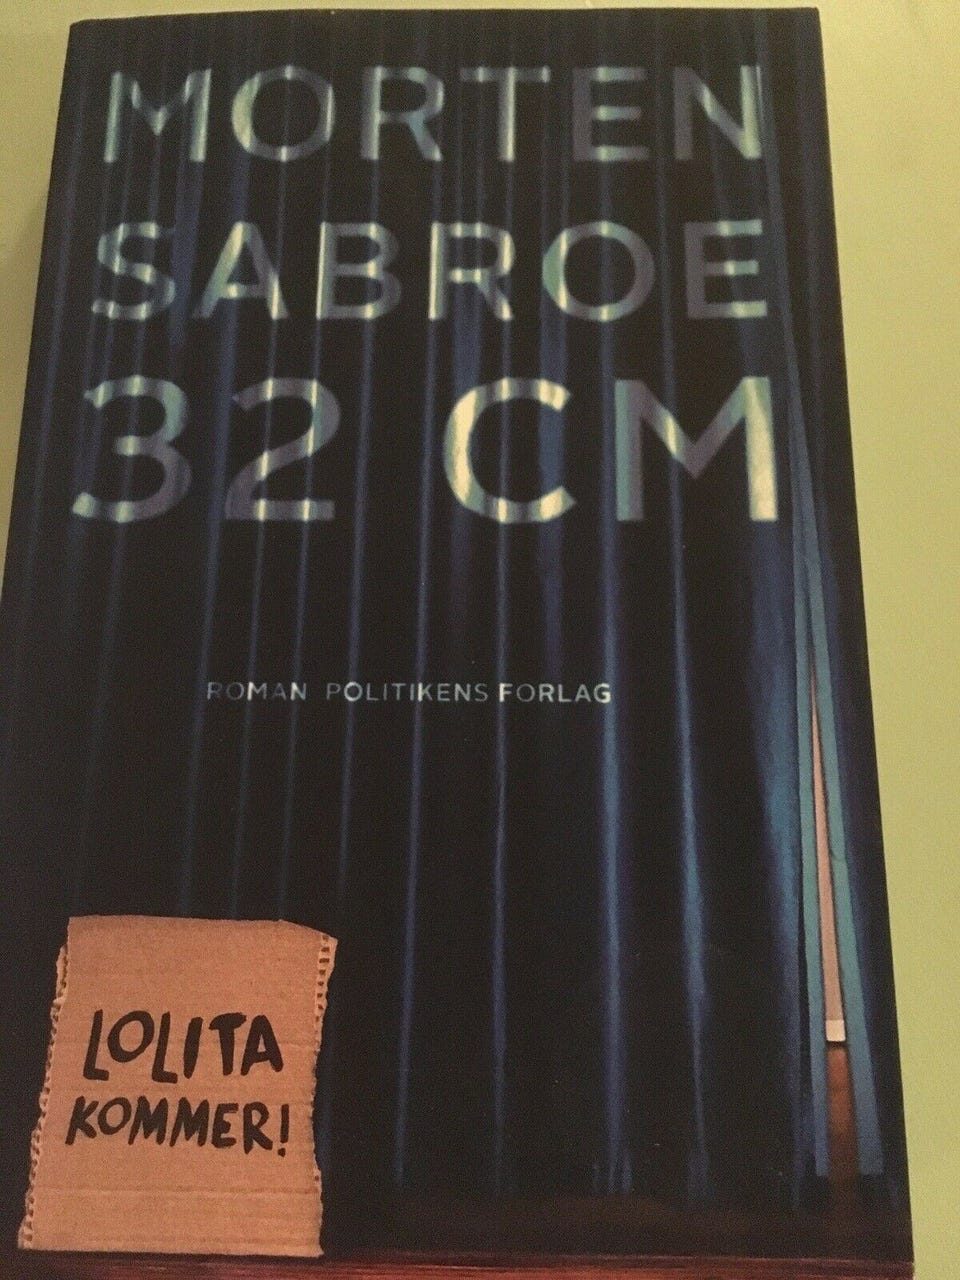 MORTEN
SABROE
32 CM
ROMAN POLITIKENS FORLAG
LOLITA
KOMMER!